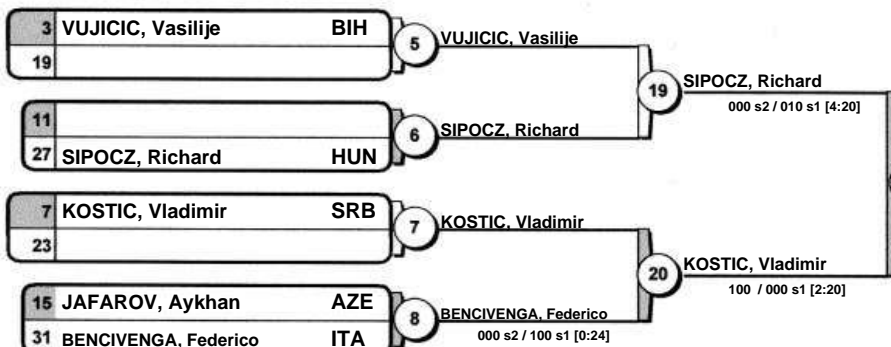 3 VUJICIC, Vasilije BIH
19
5
VUJICIC, Vasilije
11
27 SIPOCZ, Richard HUN
6
SIPOCZ, Richard
19
SIPOCZ, Richard
000 s2 / 010 s1 [4:20]
7 KOSTIC, Vladimir SRB
23
7
KOSTIC, Vladimir
15 JAFAROV, Aykhan AZE
31 BENCIVENGA, Federico ITA
8
BENCIVENGA, Federico
000 s2 / 100 s1 [0:24]
20
KOSTIC, Vladimir
100 / 000 s1 [2:20]